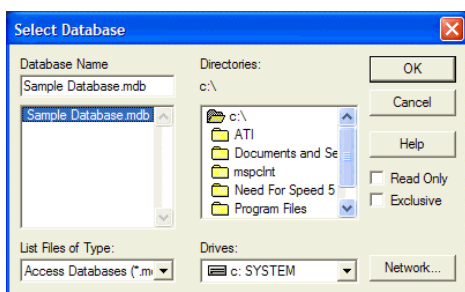 Select Database
Database Name
Sample Database.mdb
Sample Database.mdb
List Files of Type:
Access Databases (*.m
Directories:
c:\
c:\
ATI
Documents and Se
mspclnt
Need For Speed 5
Program Files
Drives:
c: SYSTEM
OK
Cancel
Help
Read Only
Exclusive
Network...